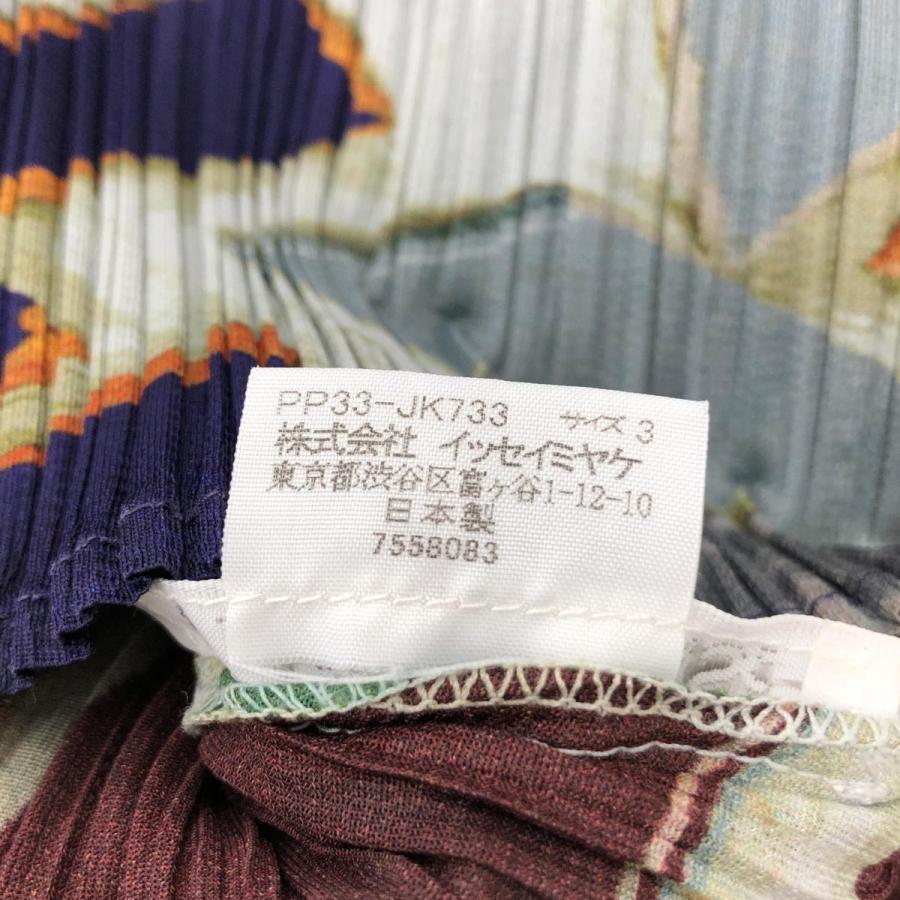 PP33-JK733 サイズ 3
株式会社 イッセイミヤケ
東京都渋谷区富ヶ谷1-12-10
日本製
7558083